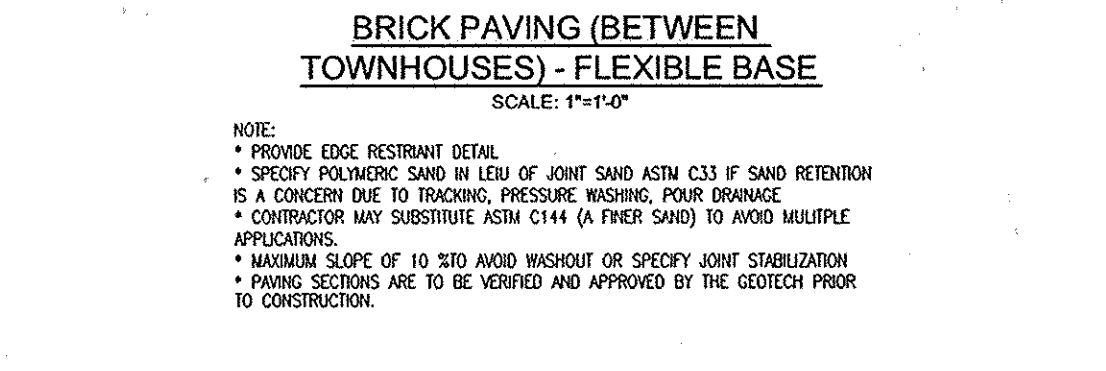 BRICK PAVING (BETWEEN
TOWNHOUSES) - FLEXIBLE BASE
SCALE: 1"=1'-0"
NOTE:
* PROVIDE EDGE RESTRIANT DETAIL
* SPECIFY POLYMERIC SAND IN LEIU OF JOINT SAND ASTM C33 IF SAND RETENTION
IS A CONCERN DUE TO TRACKING, PRESSURE WASHING, POUR DRAINAGE
* CONTRACTOR MAY SUBSTITUTE ASTM C144 (A FINER SAND) TO AVOID MULITPLE
APPLICATIONS.
* MAXIMUM SLOPE OF 10 %TO AVOID WASHOUT OR SPECIFY JOINT STABILIZATION
* PAVING SECTIONS ARE TO BE VERIFIED AND APPROVED BY THE GEOTECH PRIOR
TO CONSTRUCTION.